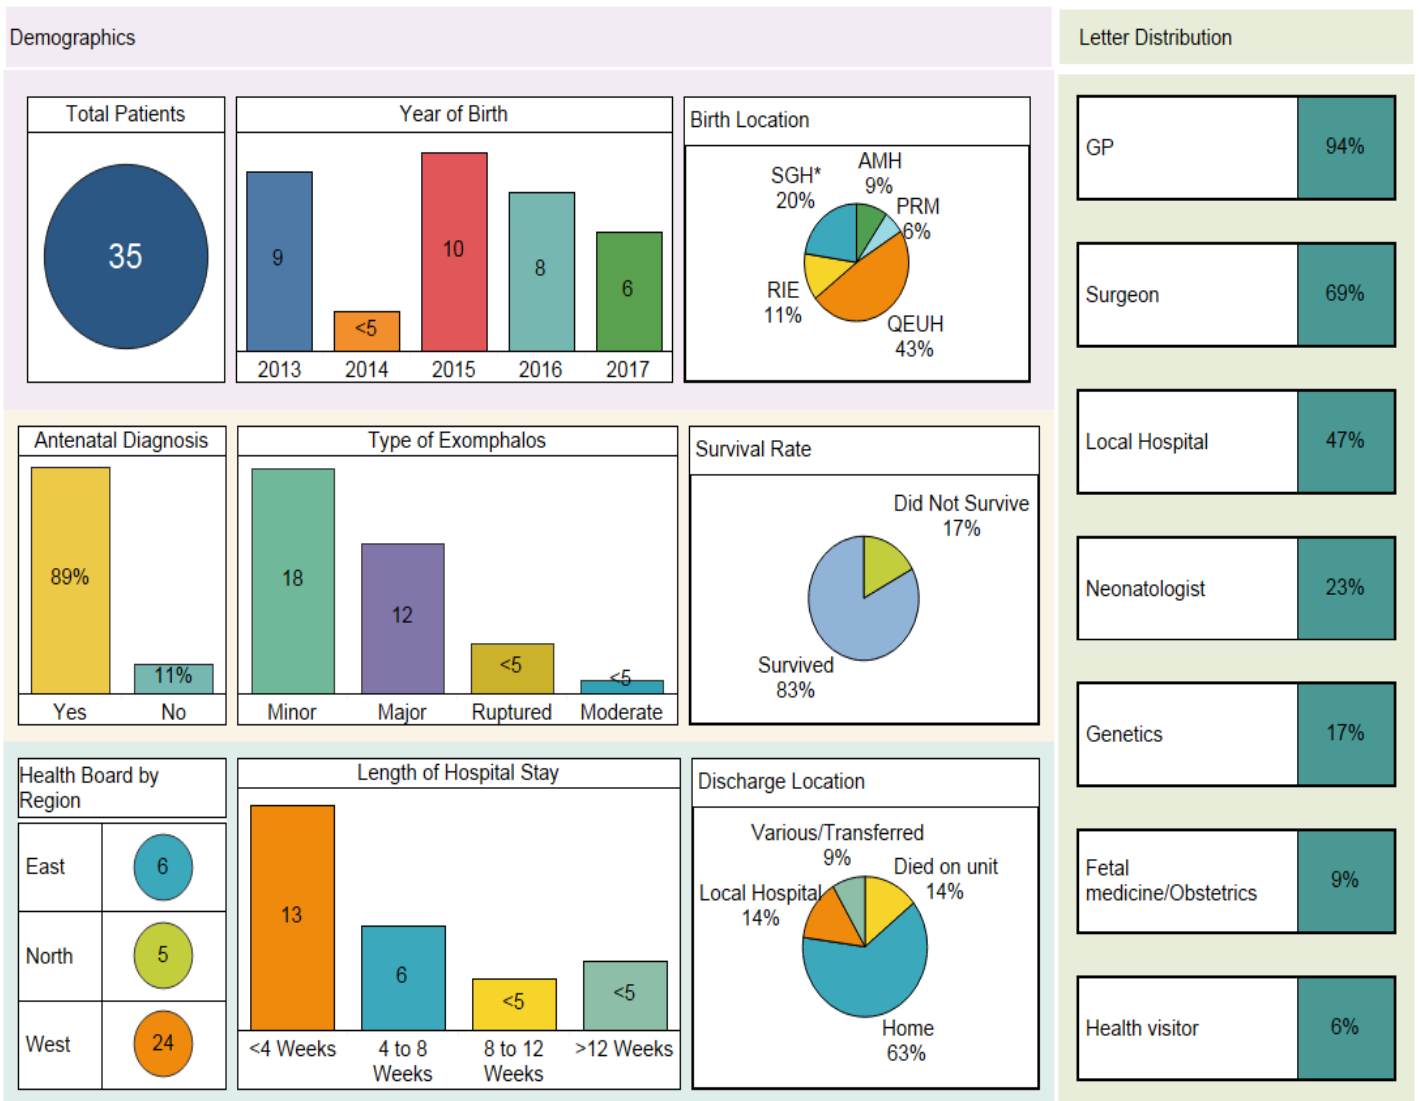 Demographics
Total Patients
35
Year of Birth
9
<5
10
8
6
2013
2014
2015
2016
2017
Birth Location
AMH
9%
SGH*
20%
PRM
6%
RIE
11%
QEUH
43%
Antenatal Diagnosis
89%
11%
Yes
No
Type of Exomphalos
18
12
<5
<5
Minor
Major
Ruptured
Moderate
Survival Rate
Did Not Survive
17%
Survived
83%
Health Board by
Region
East
6
North
5
West
24
Length of Hospital Stay
13
6
<5
<5
<4 Weeks
4 to 8
Weeks
8 to 12
Weeks
>12 Weeks
Discharge Location
Various/Transferred
9%
Died on unit
14%
Local Hospital
14%
Home
63%
Letter Distribution
GP
94%
Surgeon
69%
Local Hospital
47%
Neonatologist
23%
Genetics
17%
Fetal
medicine/Obstetrics
9%
Health visitor
6%